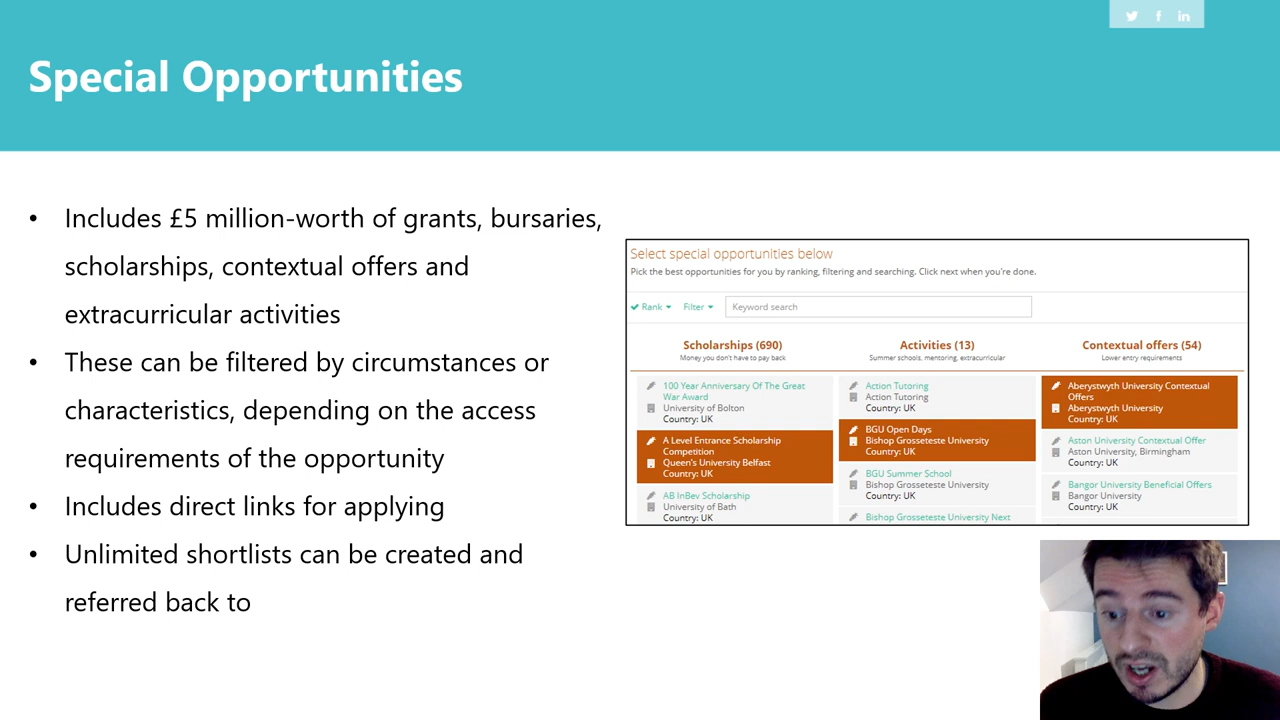 Special Opportunities
• Includes £5 million-worth of grants, bursaries,
scholarships, contextual offers and
extracurricular activities
• These can be filtered by circumstances or
characteristics, depending on the access
requirements of the opportunity
• Includes direct links for applying
• Unlimited shortlists can be created and
referred back to
Select special opportunities below
Pick the best opportunities for you by ranking, filtering and searching. Click next when you're done.
Rank Filter Keyword search
Scholarships (690)
Money you don't have to pay back
100 Year Anniversary Of The Great
War Award
University of Bolton
Country: UK
A Level Entrance Scholarship
Competition
Queen's University Belfast
Country: UK
AB InBev Scholarship
University of Bath
Country: UK
Activities (13)
Summer schools, mentoring, extracurricular
Action Tutoring
Action Tutoring
Country: UK
BGU Open Days
Bishop Grosseteste University
Country: UK
BGU Summer School
Bishop Grosseteste University
Country: UK
Bishop Grosseteste University Next
Contextual offers (54)
Lower entry requirements
Aberystwyth University Contextual
Offers
Aberystwyth University
Country: UK
Aston University Contextual Offer
Aston University, Birmingham
Country: UK
Bangor University Beneficial Offers
Bangor University
Country: UK